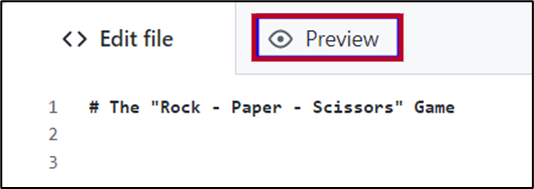 <> Edit file
Preview
1 # The "Rock - Paper - Scissors" Game
2
3